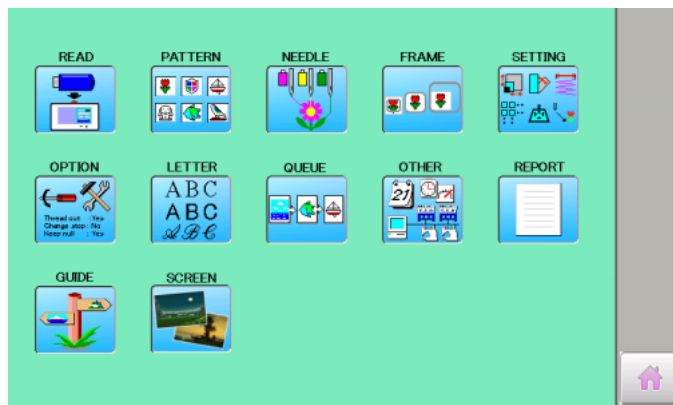 READ PATTERN NEEDLE FRAME SETTING
OPTION LETTER QUEUE OTHER REPORT
Thread cut : Yes
Change stop : No
Keep null : Yes
ABC
ABC
ABC
21
GUIDE SCREEN